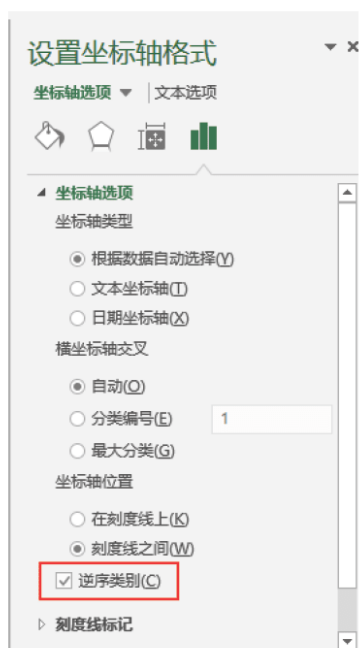 设置坐标轴格式
坐标轴选项 文本选项
坐标轴选项
坐标轴类型
根据数据自动选择(Y)
文本坐标轴(T)
日期坐标轴(X)
横坐标轴交叉
自动(O)
分类编号(E) 1
最大分类(G)
坐标轴位置
在刻度线上(K)
刻度线之间(W)
逆序类别(C)
刻度线标记